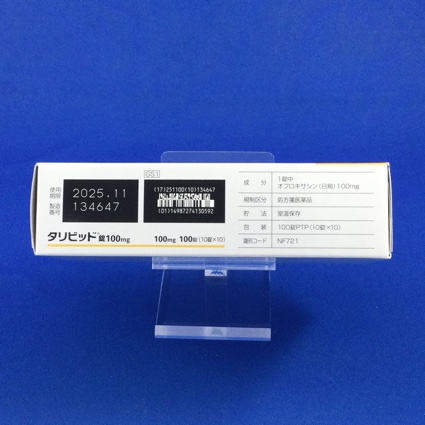 使用
期限
2025.11
製造
番号
134647
GS1
(17)251100(10)134647
(01)14987274130592
タリビッド®錠100mg
100mg 100錠(10錠×10)
成分 1錠中
オフロキサシン(日局)100mg
規制区分 処方箋医薬品
貯法 室温保存
包装 100錠PTP(10錠×10)
識別コード NF721